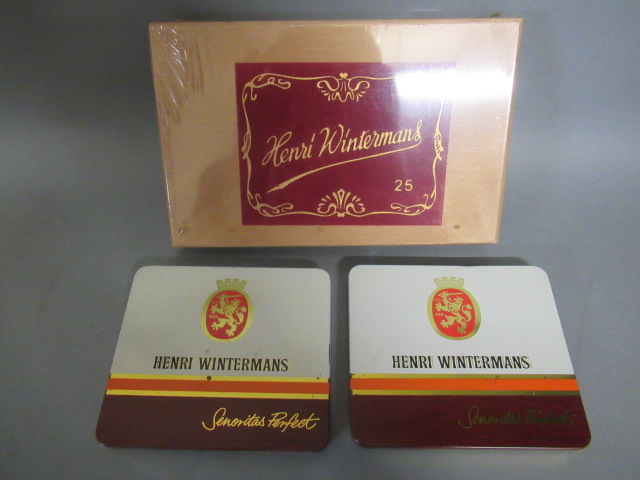 Henri Wintermans
25
HENRI WINTERMANS
Senoritas Perfect
HENRI WINTERMANS
Senoritas Perfect